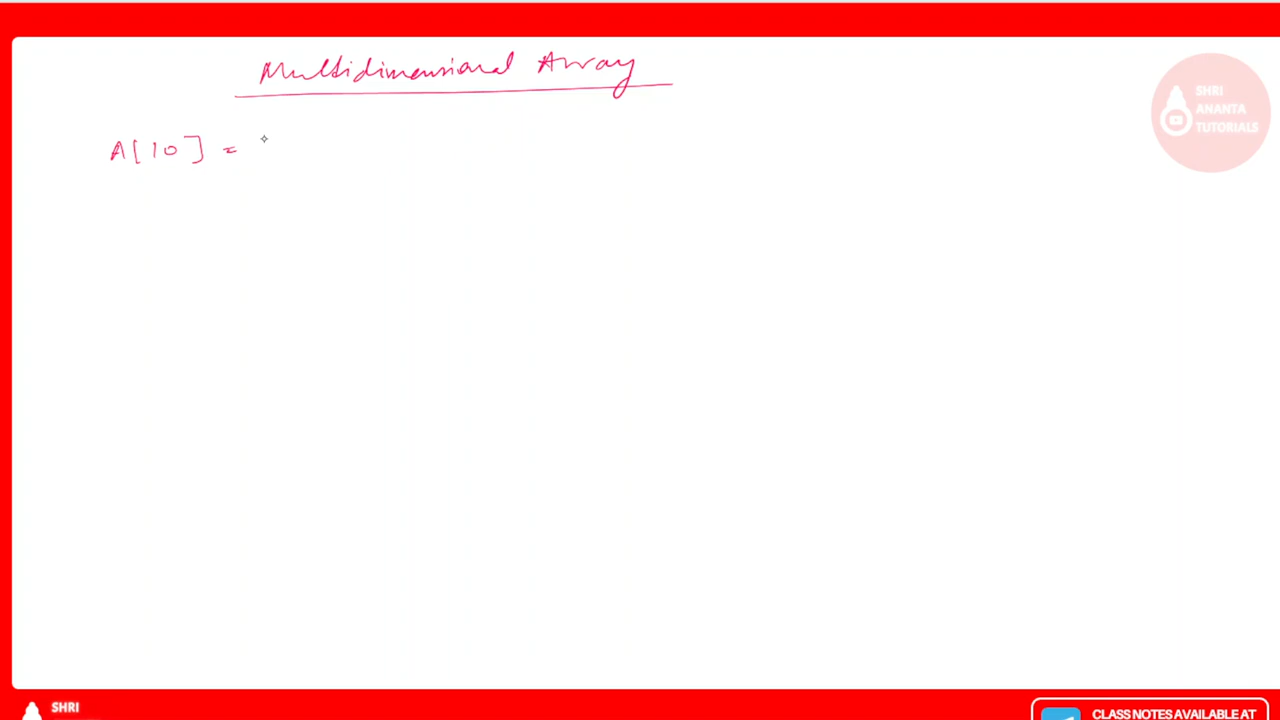 Multidimensional Array
SHRI
ANANTA
TUTORIALS
A[10] =
SHRI
CLASS NOTES AVAILABLE AT